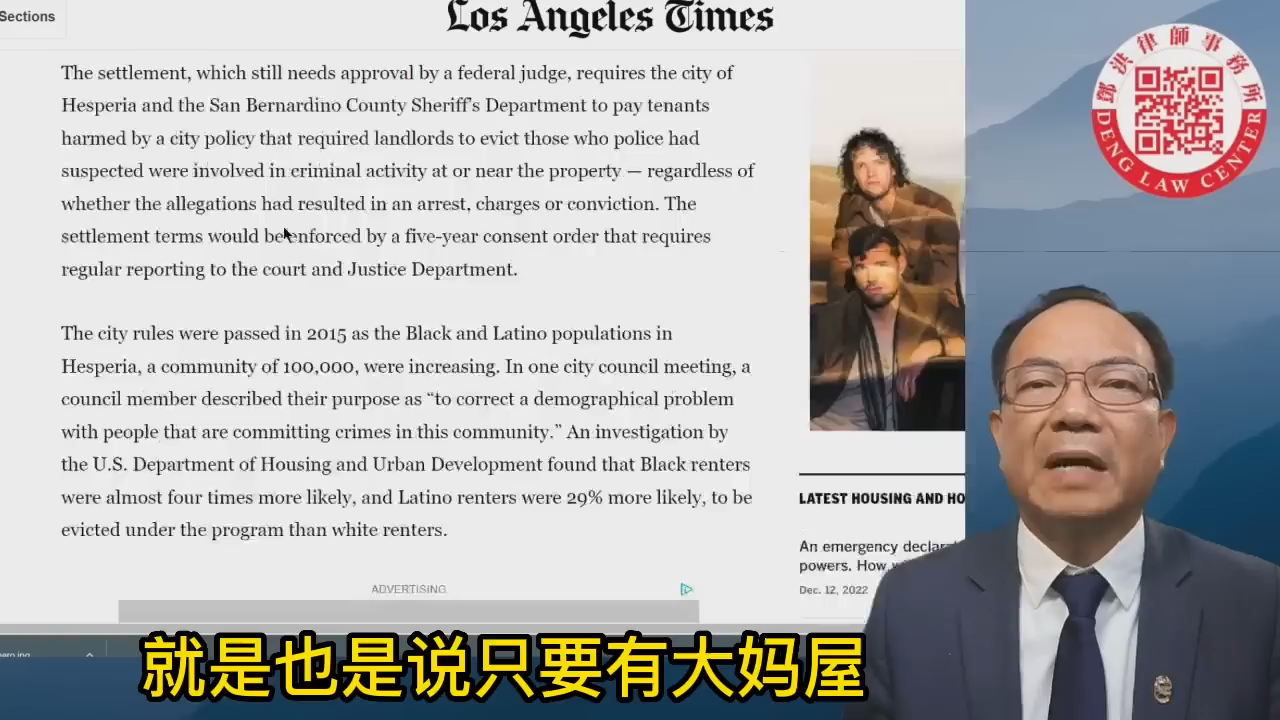 Sections
Los Angeles Times
The settlement, which still needs approval by a federal judge, requires the city of
Hesperia and the San Bernardino County Sheriff's Department to pay tenants
harmed by a city policy that required landlords to evict those who police had
suspected were involved in criminal activity at or near the property — regardless of
whether the allegations had resulted in an arrest, charges or conviction. The
settlement terms would be enforced by a five-year consent order that requires
regular reporting to the court and Justice Department.
The city rules were passed in 2015 as the Black and Latino populations in
Hesperia, a community of 100,000, were increasing. In one city council meeting, a
council member described their purpose as “to correct a demographical problem
with people that are committing crimes in this community.” An investigation by
the U.S. Department of Housing and Urban Development found that Black renters
were almost four times more likely, and Latino renters were 29% more likely, to be
evicted under the program than white renters.
ADVERTISING
LATEST HOUSING AND HO
An emergency
powers.
Dec. 12, 2022
鄧洪律師事務所
DENG LAW CENTER
就是也是说只要有大妈屋